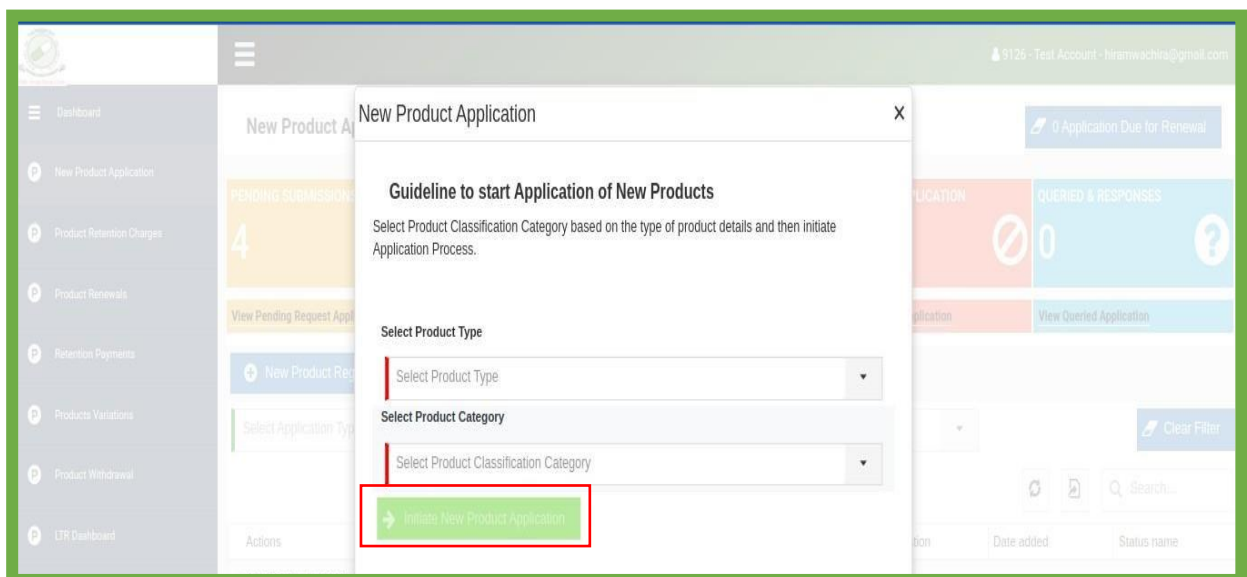 9126 - Test Account - hiramwachira@gmail.com
Dashboard
New Product Application
Product Retention Charges
Product Renewals
Retention Payments
Products Variations
Product Withdrawal
LTR Dashboard
New Product Ap
0 Application Due for Renewal
PENDING SUBMISSION
4
PLICATION
QUERIED & RESPONSES
0
View Pending Request Appl
plication
View Queried Application
New Product Reg
Select Application Typ
Clear Filter
Search...
Actions
tion
Date added
Status name
New Product Application
Guideline to start Application of New Products
Select Product Classification Category based on the type of product details and then initiate
Application Process.
Select Product Type
Select Product Type
Select Product Category
Select Product Classification Category
Initiate New Product Application